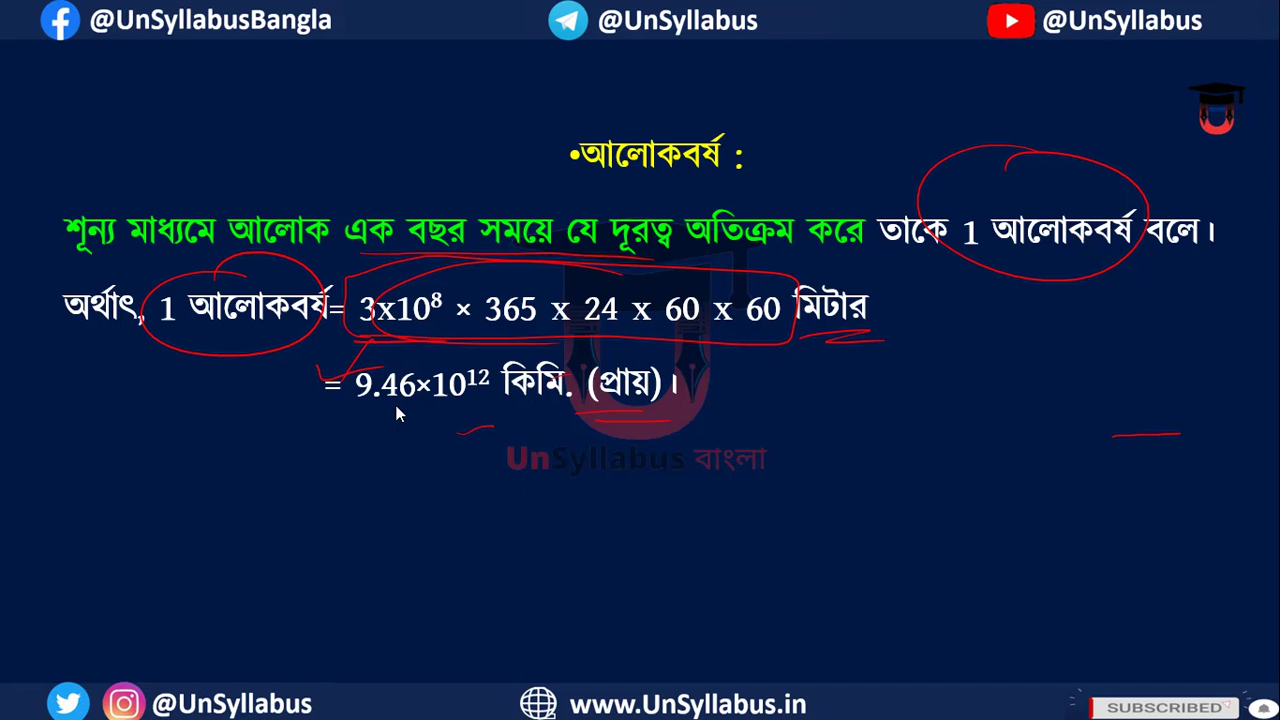 @UnSyllabusBangla @UnSyllabus @UnSyllabus
•আলোকবর্ষ :
শূন্য মাধ্যমে আলোক এক বছর সময়ে যে দূরত্ব অতিক্রম করে তাকে 1 আলোকবর্ষ বলে।
অর্থাৎ, 1 আলোকবর্ষ= 3x10⁸ × 365 x 24 x 60 x 60 মিটার
= 9.46×10¹² কিমি. (প্রায়)।
UnSyllabus বাংলা
@UnSyllabus www.UnSyllabus.in SUBSCRIBED